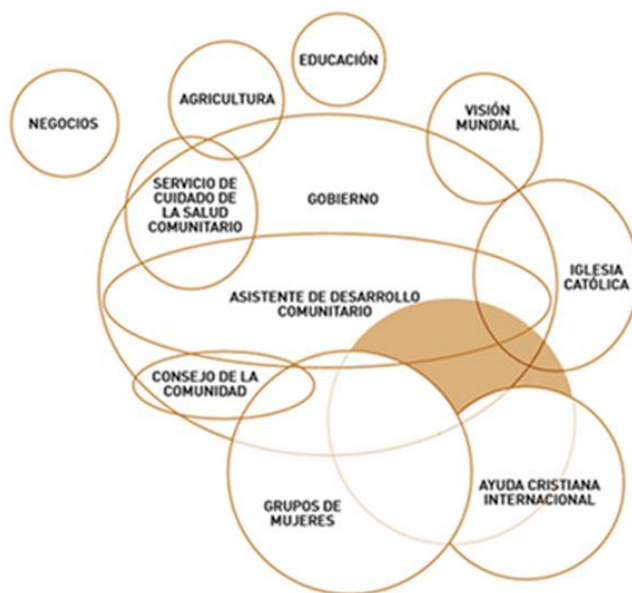 EDUCACIÓN
AGRICULTURA
NEGOCIOS
VISIÓN
MUNDIAL
SERVICIO DE
CUIDADO DE
LA SALUD
COMUNITARIO
GOBIERNO
IGLESIA
CATÓLICA
ASISTENTE DE DESARROLLO
COMUNITARIO
CONSEJO DE LA
COMUNIDAD
GRUPOS DE
MUJERES
AYUDA CRISTIANA
INTERNACIONAL